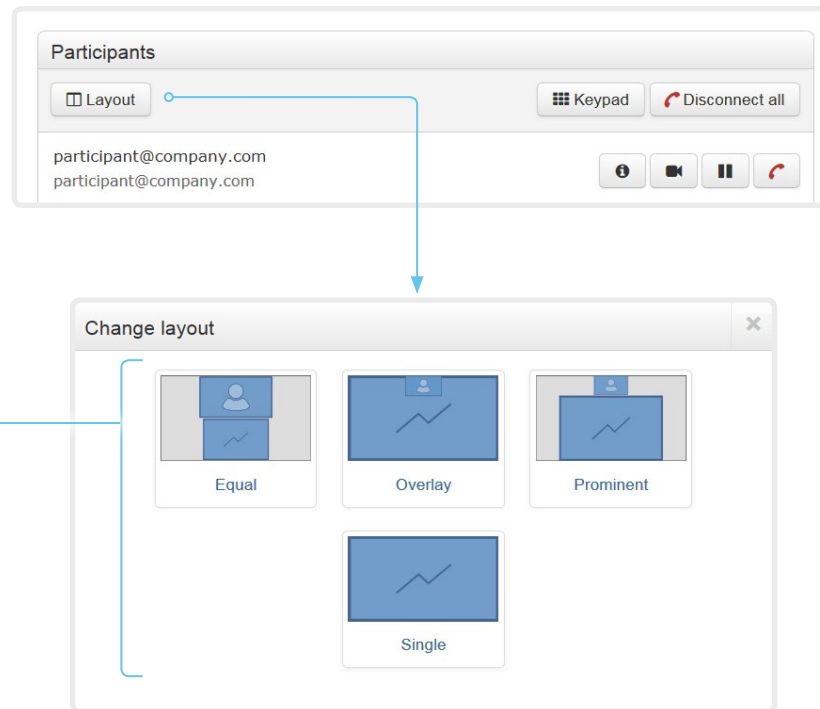 Participants
Layout
Keypad
Disconnect all
participant@company.com
participant@company.com
Change layout
Equal
Overlay
Prominent
Single